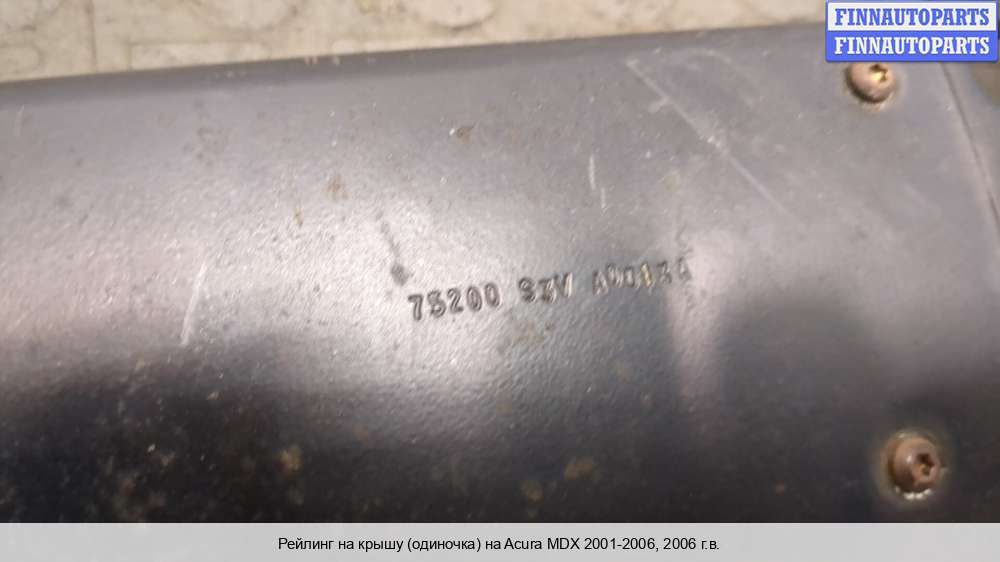 FINNAUTOPARTS
FINNAUTOPARTS
75200 S3V
Рейлинг на крышу (одиночка) на Acura MDX 2001-2006, 2006 г.в.